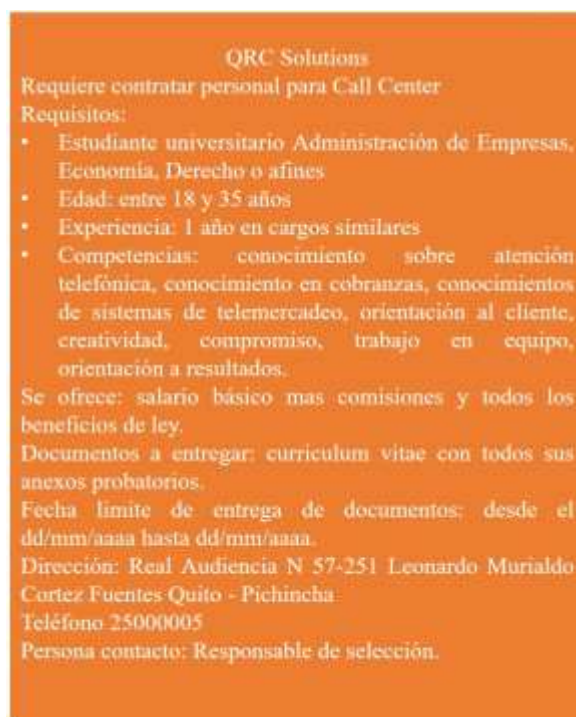 QRC Solutions
Requiere contratar personal para Call Center
Requisitos:
• Estudiante universitario Administración de Empresas,
Economía, Derecho o afines
• Edad: entre 18 y 35 años
• Experiencia: 1 año en cargos similares
• Competencias: conocimiento sobre atención
telefónica, conocimiento en cobranzas, conocimientos
de sistemas de telemercadeo, orientación al cliente,
creatividad, compromiso, trabajo en equipo,
orientación a resultados.
Se ofrece: salario básico mas comisiones y todos los
beneficios de ley.
Documentos a entregar: curriculum vitae con todos sus
anexos probatorios.
Fecha limite de entrega de documentos: desde el
dd/mm/aaaa hasta dd/mm/aaaa.
Dirección: Real Audiencia N 57-251 Leonardo Murialdo
Cortez Fuentes Quito - Pichincha
Teléfono 25000005
Persona contacto: Responsable de selección.